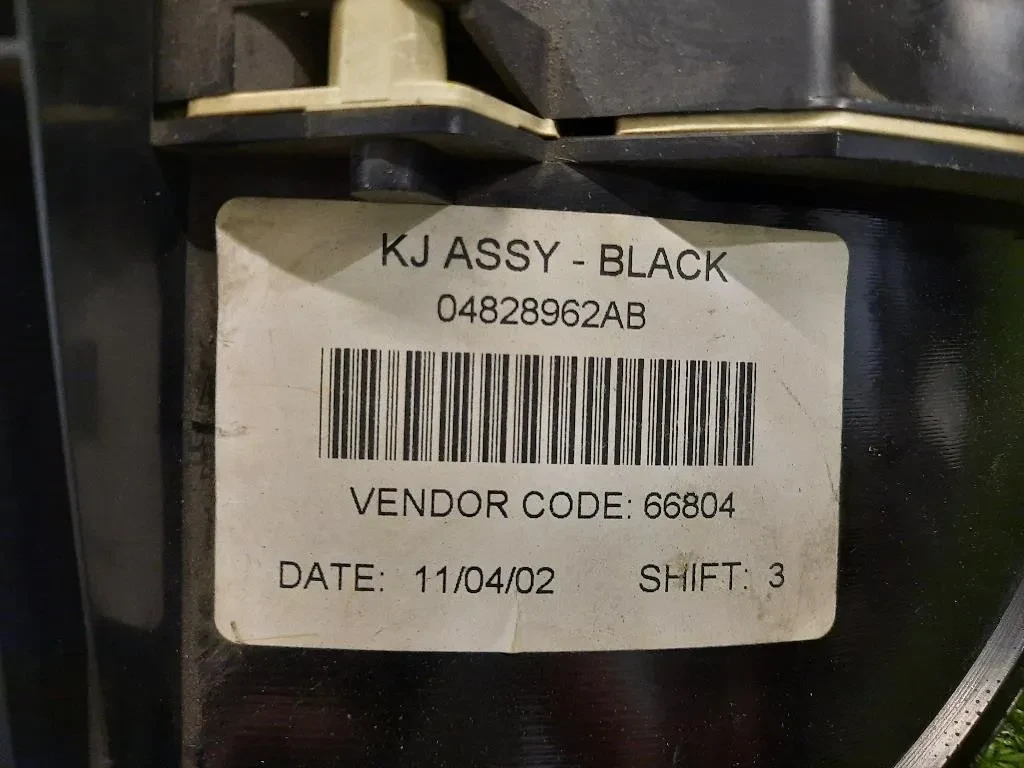 KJ ASSY - BLACK
04828962AB
VENDOR CODE: 66804
DATE: 11/04/02 SHIFT: 3